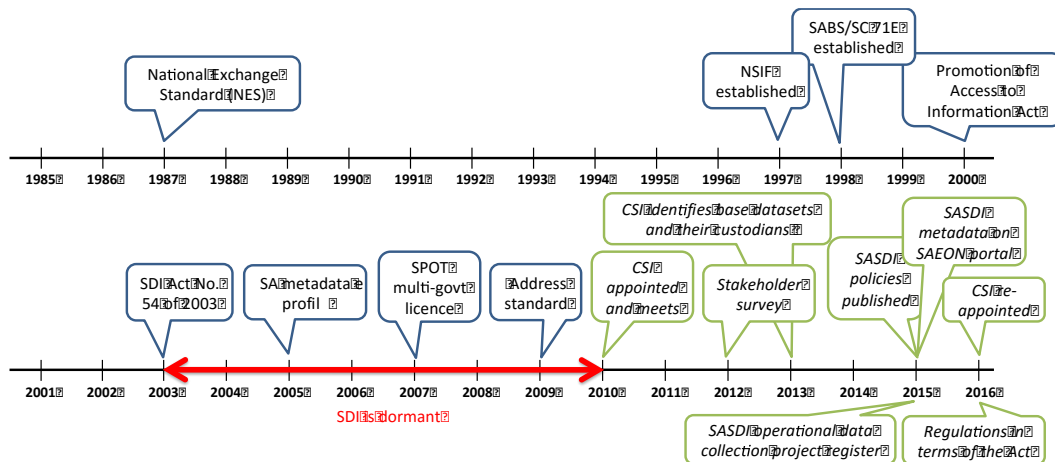 SABS/SC 71E
established
National Exchange
Standard (NES)
NSIF
established
Promotion of
Access to
Information Act
1985 1986 1987 1988 1989 1990 1991 1992 1993 1994 1995 1996 1997 1998 1999 2000
CSI identifies base datasets
and their custodians
SASDI
metadata on
SAEON portal
SDI Act No.
54 of 2003
SA metadata e
profil
SPOT
multi-govt
licence
Address
standard
CSI
appointed
and meets
Stakeholder
survey
SASDI
policies
published
CSI re-
appointed
2001 2002 2003 2004 2005 2006 2007 2008 2009 2010 2011 2012 2013 2014 2015 2016
SDI is dormant
SASDI operational data
collection project register
Regulations in
terms of the Act